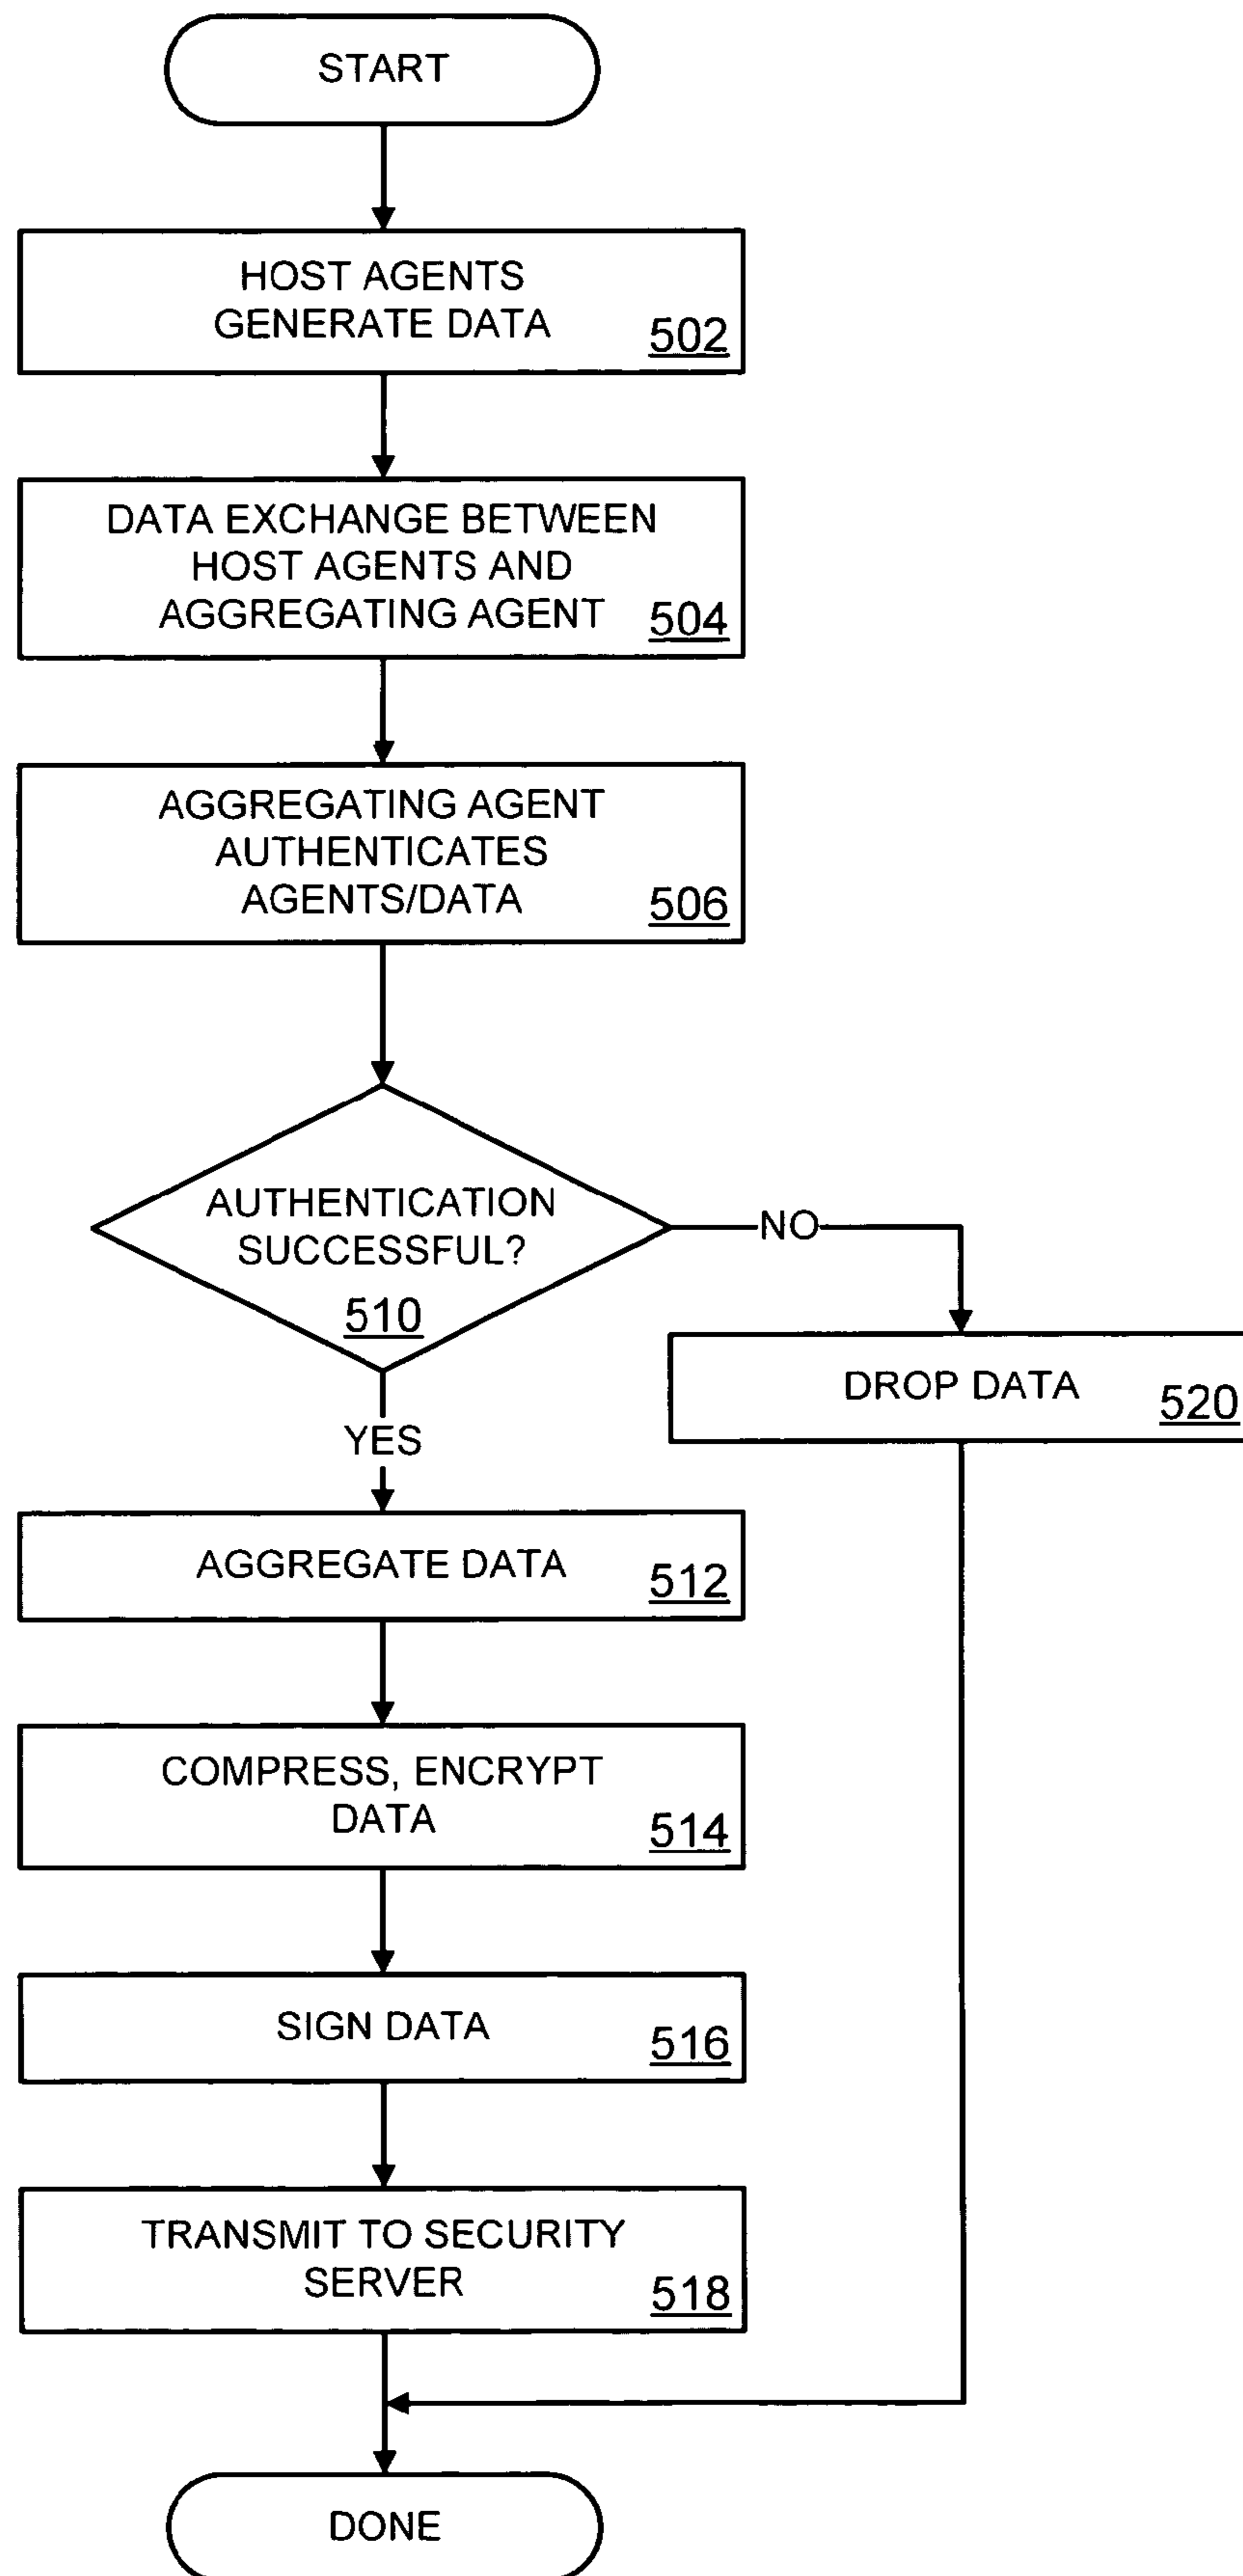 START
HOST AGENTS
GENERATE DATA
502
DATA EXCHANGE BETWEEN
HOST AGENTS AND
AGGREGATING AGENT
504
AGGREGATING AGENT
AUTHENTICATES
AGENTS/DATA
506
AUTHENTICATION
SUCCESSFUL?
510
NO
DROP DATA
520
YES
AGGREGATE DATA
512
COMPRESS, ENCRYPT
DATA
514
SIGN DATA
516
TRANSMIT TO SECURITY
SERVER
518
DONE